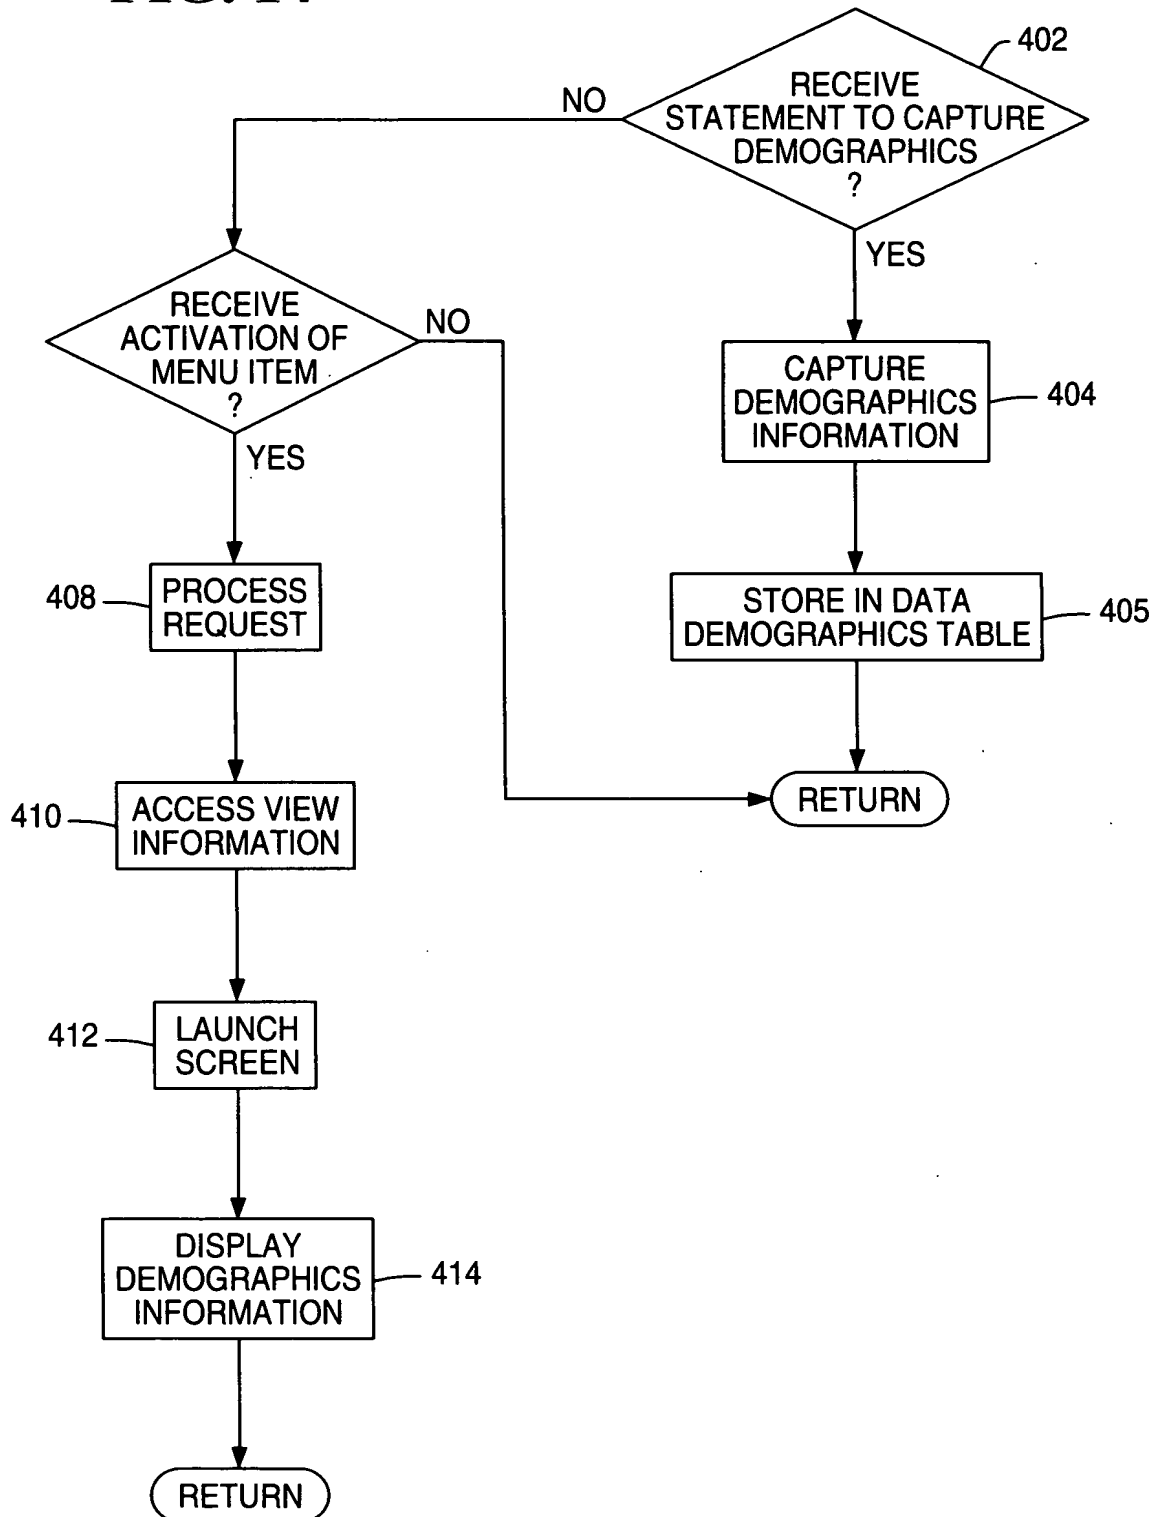 402
RECEIVE
STATEMENT TO CAPTURE
DEMOGRAPHICS
?
NO
YES
RECEIVE
ACTIVATION OF
MENU ITEM
?
NO
YES
CAPTURE
DEMOGRAPHICS
INFORMATION
404
408
PROCESS
REQUEST
STORE IN DATA
DEMOGRAPHICS TABLE
405
410
ACCESS VIEW
INFORMATION
RETURN
412
LAUNCH
SCREEN
DISPLAY
DEMOGRAPHICS
INFORMATION
414
RETURN